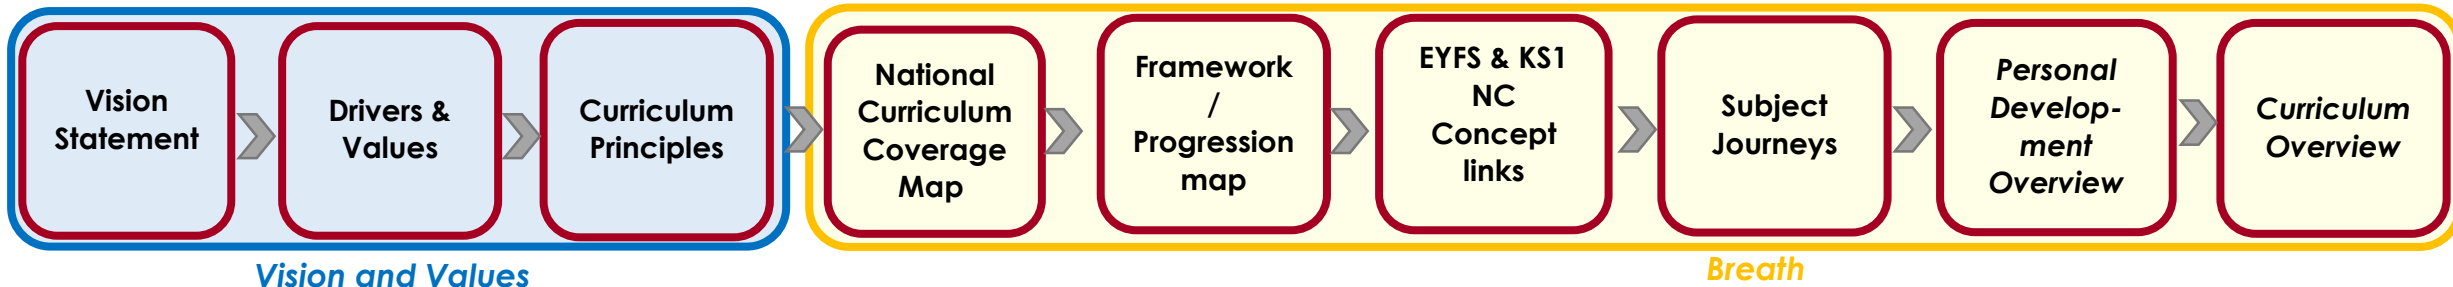 Vision
Statement
Drivers &
Values
Curriculum
Principles
National
Curriculum
Coverage
Map
Framework
/
Progression
map
EYFS & KS1
NC
Concept
links
Subject
Journeys
Personal
Develop-
ment
Overview
Curriculum
Overview
Vision and Values
Breath